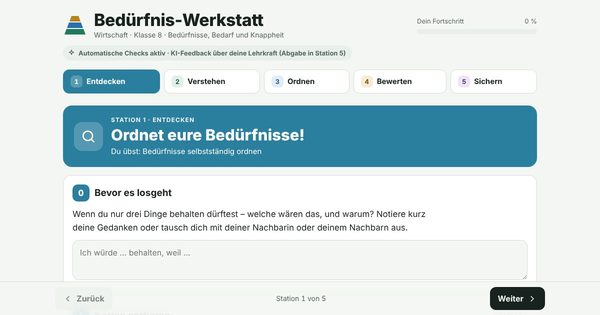 Bedürfnis-Werkstatt
Wirtschaft · Klasse 8 · Bedürfnisse, Bedarf und Knappheit
Dein Fortschritt 0 %
Automatische Checks aktiv · KI-Feedback über deine Lehrkraft (Abgabe in Station 5)
1 Entdecken
2 Verstehen
3 Ordnen
4 Bewerten
5 Sichern
STATION 1 · ENTDECKEN
Ordnet eure Bedürfnisse!
Du übst: Bedürfnisse selbstständig ordnen
0 Bevor es losgeht
Wenn du nur drei Dinge behalten dürftest – welche wären das, und warum? Notiere kurz
deine Gedanken oder tausch dich mit deiner Nachbarin oder deinem Nachbarn aus.
Ich würde ... behalten, weil ...
Zurück
Station 1 von 5
Weiter